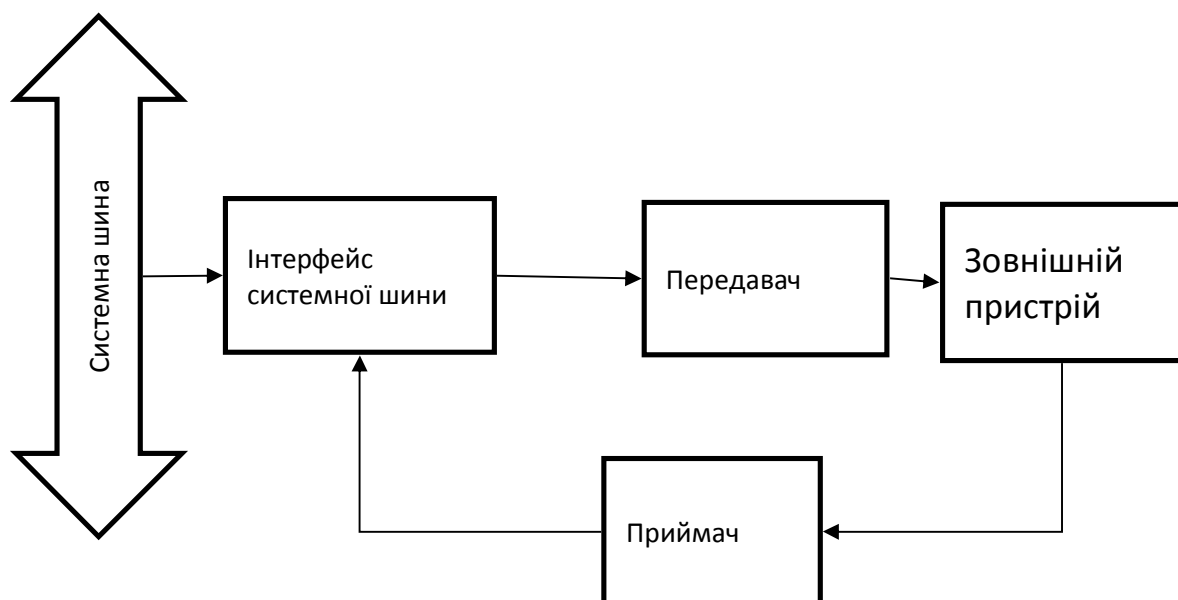 Системна шина
Інтерфейс
системної шини
Передавач
Зовнішній
пристрій
Приймач